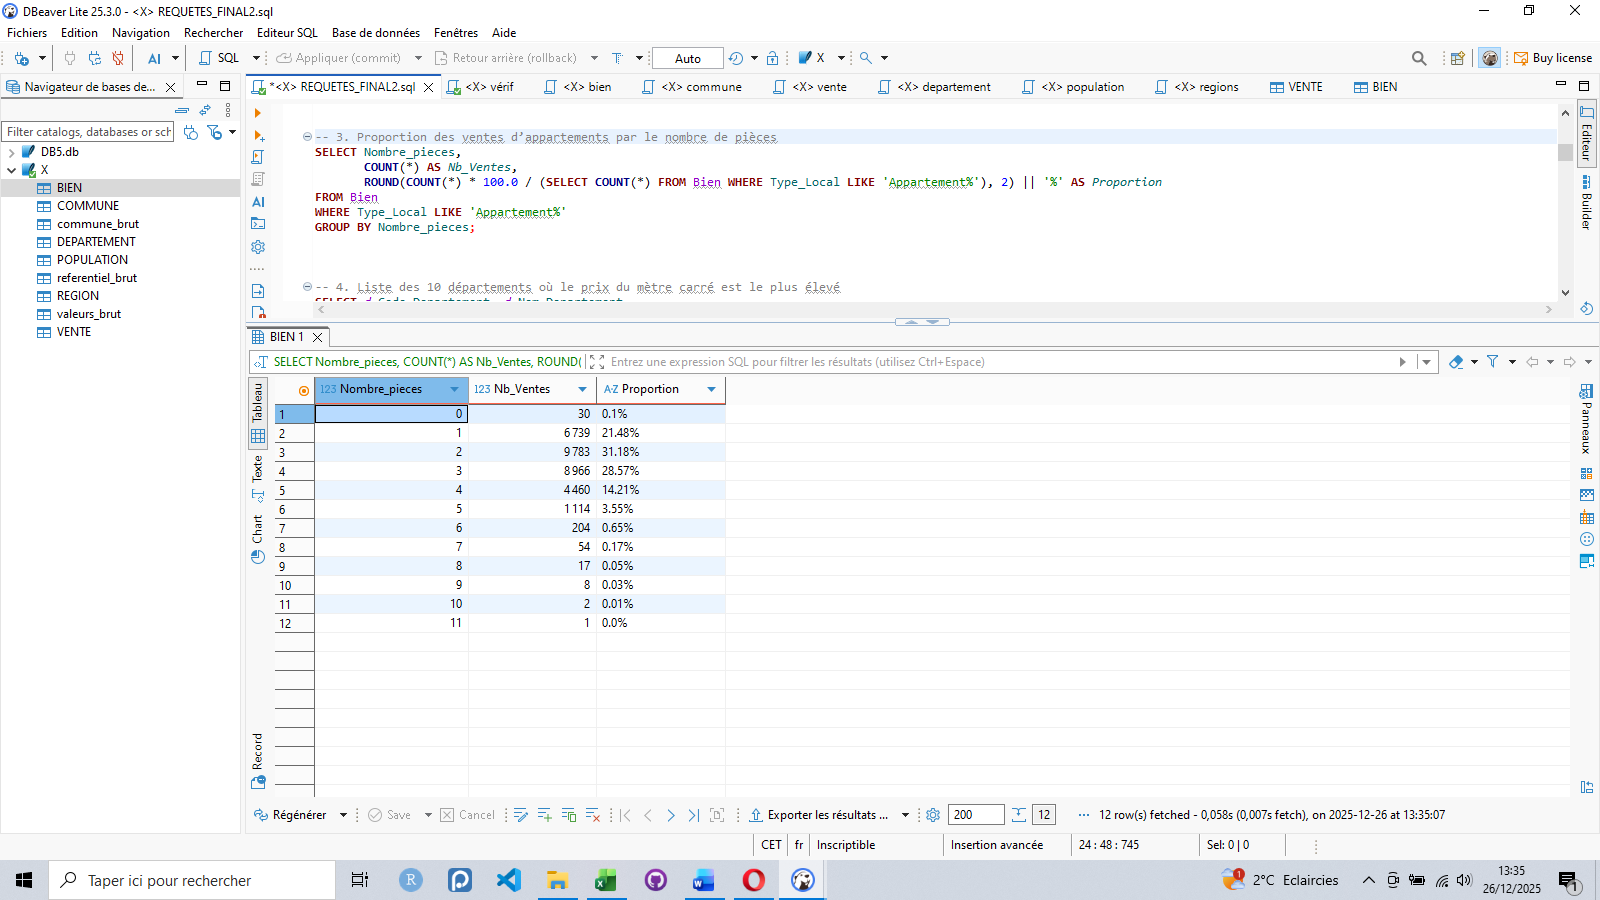 DBeaver Lite 25.3.0 - <X> REQUETES_FINAL2.sql
Fichiers Edition Navigation Rechercher Editeur SQL Base de données Fenêtres Aide
AI SQL Appliquer (commit) Retour arrière (rollback) T Auto X Buy license
Navigateur de bases de...
*<X> REQUETES_FINAL2.sql <X> vérif <X> bien <X> commune <X> vente <X> departement <X> population <X> regions VENTE BIEN
Filter catalogs, databases or sch
DB5.db
X
BIEN
COMMUNE
commune_brut
DEPARTEMENT
POPULATION
referentiel_brut
REGION
valeurs_brut
VENTE
AI
-- 3. Proportion des ventes d’appartements par le nombre de pièces
SELECT Nombre_pieces,
COUNT(*) AS Nb_Ventes,
ROUND(COUNT(*) * 100.0 / (SELECT COUNT(*) FROM Bien WHERE Type_Local LIKE 'Appartement%'), 2) || '%' AS Proportion
FROM Bien
WHERE Type_Local LIKE 'Appartement%'
GROUP BY Nombre_pieces;
-- 4. Liste des 10 départements où le prix du mètre carré est le plus élevé
SELECT d.Code_Departement, d.Nom_Departement,
Editeur
Builder
BIEN 1
SELECT Nombre_pieces, COUNT(*) AS Nb_Ventes, ROUND( Entrez une expression SQL pour filtrer les résultats (utilisez Ctrl+Espace)
Tableau
Texte
Chart
Record
123 Nombre_pieces 123 Nb_Ventes A-Z Proportion
1 0 30 0.1%
2 1 6 739 21.48%
3 2 9 783 31.18%
4 3 8 966 28.57%
5 4 4 460 14.21%
6 5 1 114 3.55%
7 6 204 0.65%
8 7 54 0.17%
9 8 17 0.05%
10 9 8 0.03%
11 10 2 0.01%
12 11 1 0.0%
Panneaux
Régénérer Save Cancel Exporter les résultats ... 200 12 12 row(s) fetched - 0,058s (0,007s fetch), on 2025-12-26 at 13:35:07
CET fr Inscriptible Insertion avancée 24 : 48 : 745 Sel: 0 | 0
Taper ici pour rechercher
R
1
2°C Eclaircies
13:35
26/12/2025
1